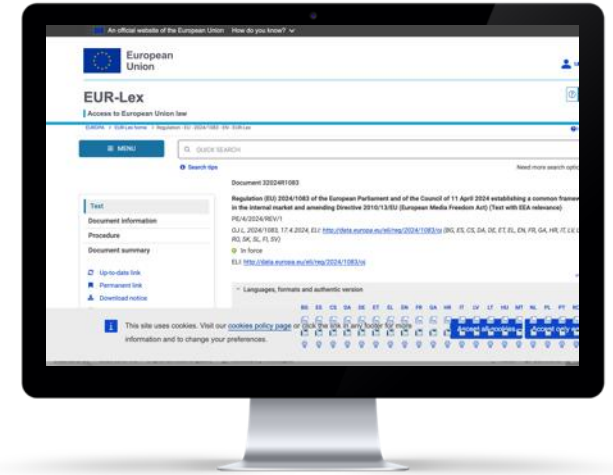 An official website of the European Union How do you know?
European
Union
EUR-Lex
Access to European Union law
EUROPA > EUR-Lex home > Regulation - EU - 2024/1083 - EN - EUR-Lex
MENU
QUICK SEARCH
Search tips
Need more search optio
Document 32024R1083
Text
Document information
Procedure
Document summary
Up-to-date link
Permanent link
Download notice
Regulation (EU) 2024/1083 of the European Parliament and of the Council of 11 April 2024 establishing a common framew
in the internal market and amending Directive 2010/13/EU (European Media Freedom Act) (Text with EEA relevance)
PE/4/2024/REV/1
OJ L, 2024/1083, 17.4.2024, ELI: http://data.europa.eu/eli/reg/2024/1083/oj (BG, ES, CS, DA, DE, ET, EL, EN, FR, GA, HR, IT, LV, L
RO, SK, SL, FI, SV)
In force
ELI: http://data.europa.eu/eli/reg/2024/1083/oj
Languages, formats and authentic version
BG ES CS DA DE ET EL EN FR GA HR IT LV LT HU MT NL PL PT RO
This site uses cookies. Visit our cookies policy page or click the link in any footer for more
information and to change your preferences.
Accept all cookies
Accept only es